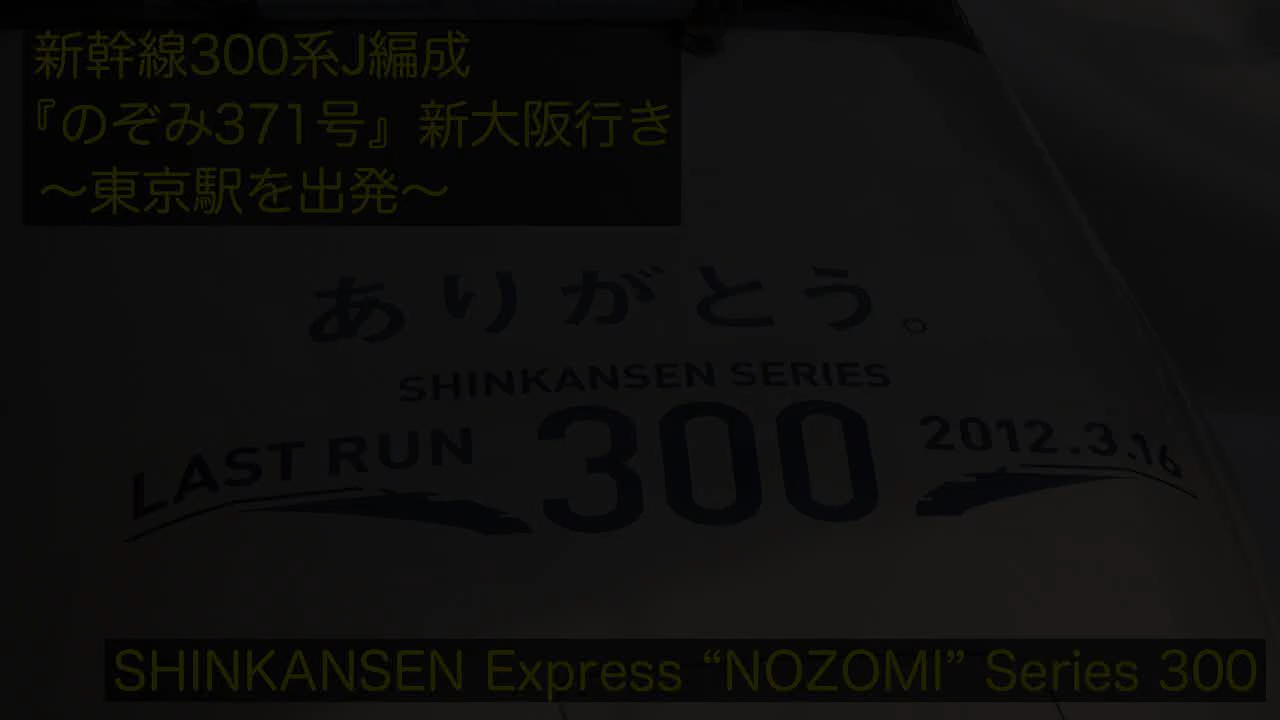 新幹線300系J編成
『のぞみ371号』新大阪行き
～東京駅を出発～
ありがとう。
SHINKANSEN SERIES
LAST RUN 300 2012.3.16
SHINKANSEN Express “NOZOMI” Series 300